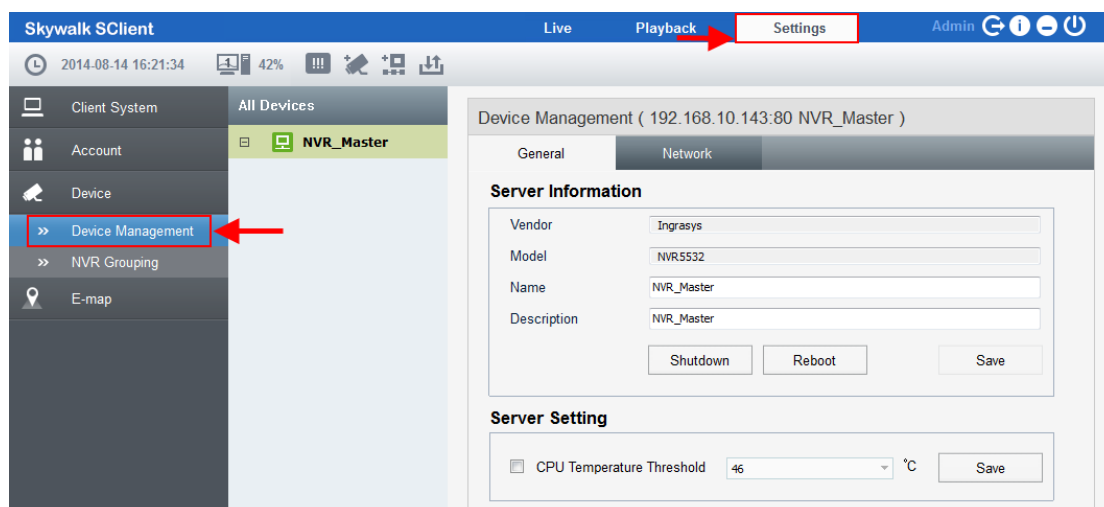 Skywalk SClient
Live
Playback
Settings
Admin
2014-08-14 16:21:34
1
42%
Client System
Account
Device
Device Management
NVR Grouping
E-map
All Devices
NVR_Master
Device Management ( 192.168.10.143:80 NVR_Master )
General
Network
Server Information
Vendor
Ingrasys
Model
NVR5532
Name
NVR_Master
Description
NVR_Master
Shutdown
Reboot
Save
Server Setting
CPU Temperature Threshold
46
°C
Save